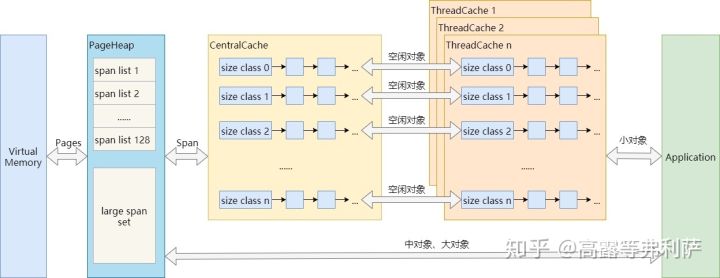 Virtual
Memory
Pages
PageHeap
span list 1
span list 2
......
span list 128
large span
set
Span
CentralCache
size class 0
...
size class 1
...
size class 2
...
......
size class n
...
空闲对象
空闲对象
空闲对象
空闲对象
ThreadCache 1
ThreadCache 2
ThreadCache n
size class 0
...
size class 1
...
size class 2
...
......
size class n
...
小对象
Application
中对象、大对象
知乎 @高露等弗利萨